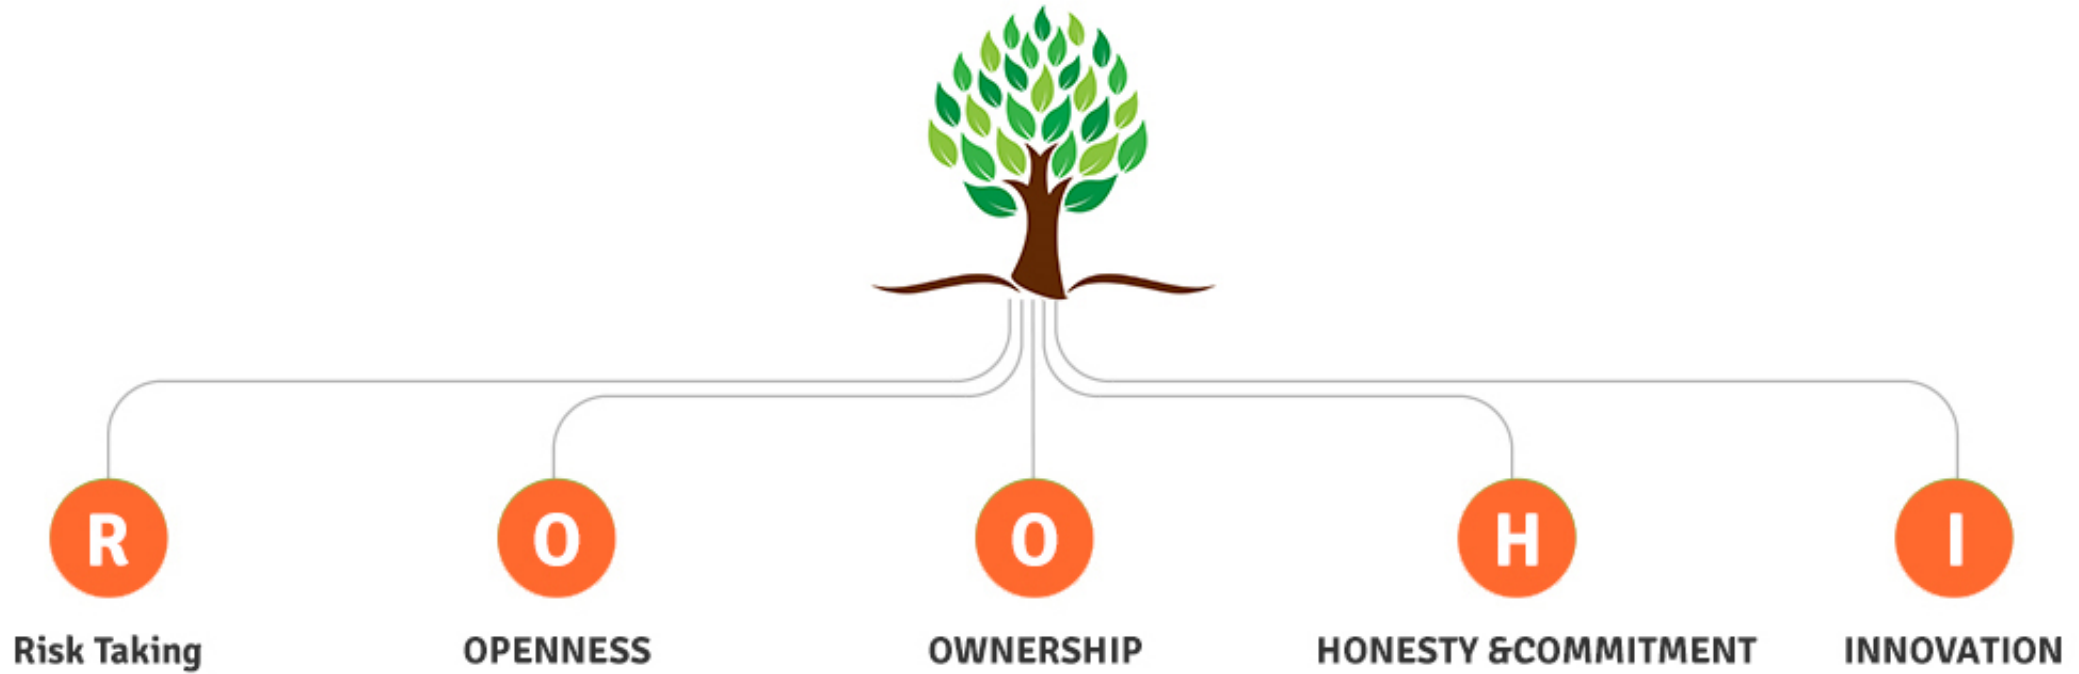 R
O
O
H
I
Risk Taking
OPENNESS
OWNERSHIP
HONESTY &COMMITMENT
INNOVATION